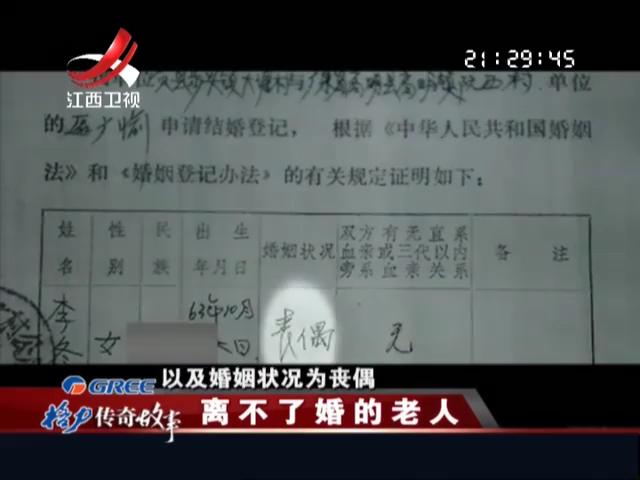 江西卫视
21:29:45
单位
的 申请结婚登记， 根据《中华人民共和国婚姻
法》和《婚姻登记办法》的有关规定证明如下：
姓名 性别 民族 出生年月日 婚姻状况 双方有无直系血亲或三代以内旁系血亲关系 备注
李冬 女 63年10月 日 丧偶 无
GREE 以及婚姻状况为丧偶
格力 传奇故事 离不了婚的老人